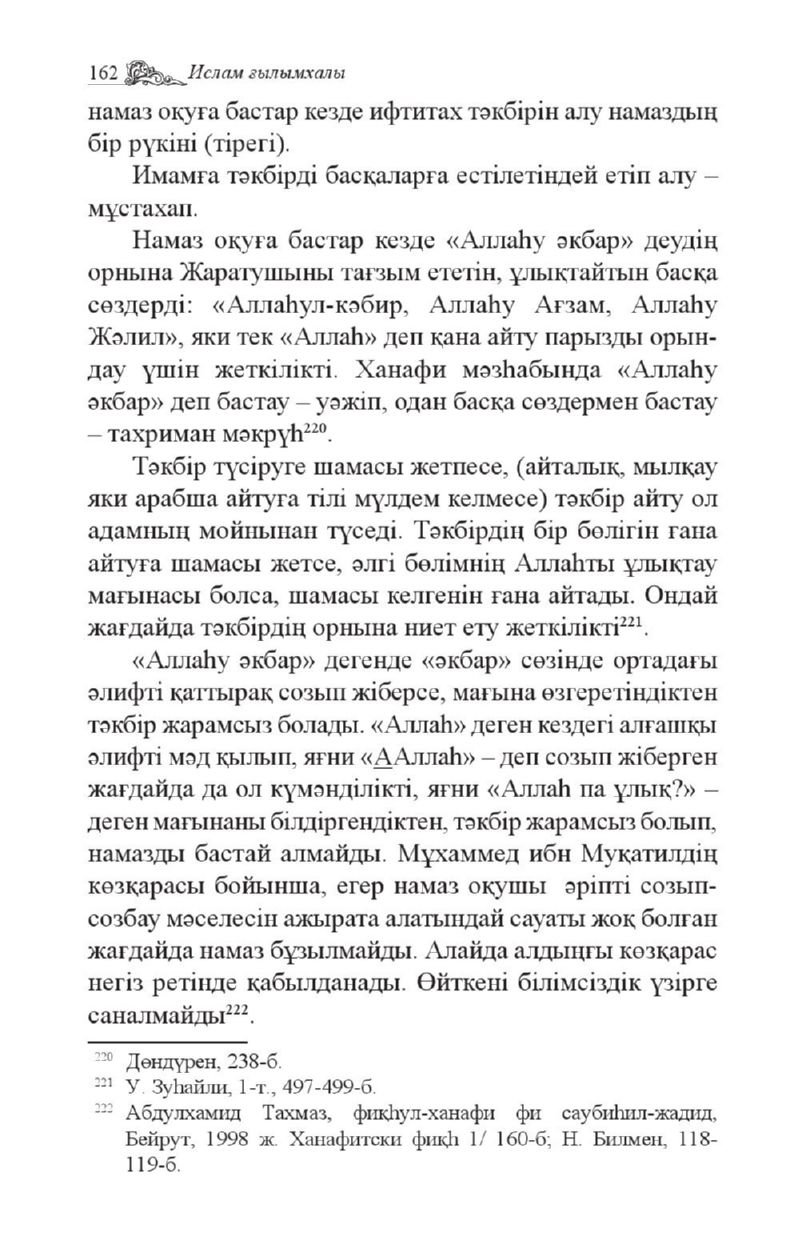 162 Ислам ғылымхалы
намаз оқуға бастар кезде ифтитах тәкбірін алу намаздың
бір рүкіні (тірегі).
Имамға тәкбірді басқаларға естілетіндей етіп алу –
мұстахап.
Намаз оқуға бастар кезде «Аллаһу әкбар» деудің
орнына Жаратушыны тағзым ететін, ұлықтайтын басқа
сөздерді: «Аллаһул-кәбир, Аллаһу Ағзам, Аллаһу
Жәлил», яки тек «Аллаһ» деп қана айту парызды орын-
дау үшін жеткілікті. Ханафи мәзһабында «Аллаһу
әкбар» деп бастау – уәжіп, одан басқа сөздермен бастау
– тахриман мәкрүһ²²⁰.
Тәкбір түсіруге шамасы жетпесе, (айталық, мылқау
яки арабша айтуға тілі мүлдем келмесе) тәкбір айту ол
адамның мойнынан түседі. Тәкбірдің бір бөлігін ғана
айтуға шамасы жетсе, әлгі бөлімнің Аллаһты ұлықтау
мағынасы болса, шамасы келгенін ғана айтады. Ондай
жағдайда тәкбірдің орнына ниет ету жеткілікті²²¹.
«Аллаһу әкбар» дегенде «әкбар» сөзінде ортадағы
әлифті қаттырақ созып жіберсе, мағына өзгеретіндіктен
тәкбір жарамсыз болады. «Аллаһ» деген кездегі алғашқы
әлифті мәд қылып, яғни «ААллаһ» – деп созып жіберген
жағдайда да ол күмәнділікті, яғни «Аллаһ па ұлық?» –
деген мағынаны білдіргендіктен, тәкбір жарамсыз болып,
намазды бастай алмайды. Мұхаммед ибн Муқатилдің
көзқарасы бойынша, егер намаз оқушы әріпті созып-
созбау мәселесін ажырата алатындай сауаты жоқ болған
жағдайда намаз бұзылмайды. Алайда алдыңғы көзқарас
негіз ретінде қабылданады. Өйткені білімсіздік үзірге
саналмайды²²².
²²⁰ Дөндүрен, 238-б.
²²¹ У. Зуһайли, 1-т., 497-499-б.
²²² Абдулхамид Тахмаз, фиқһул-ханафи фи саубиһил-жадид,
Бейрут, 1998 ж. Ханафитски фиқһ 1/ 160-б; Н. Билмен, 118-
119-б.